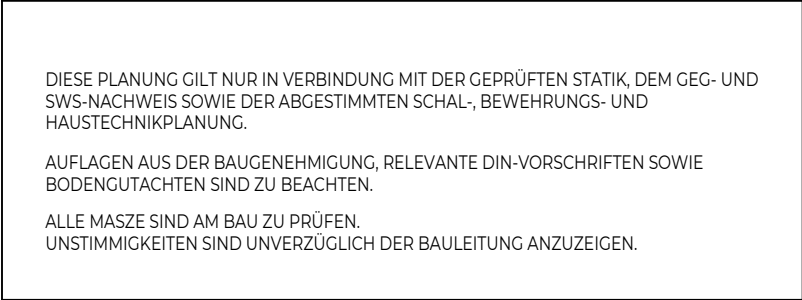 DIESE PLANUNG GILT NUR IN VERBINDUNG MIT DER GEPRÜFTEN STATIK, DEM GEG- UND
SWS-NACHWEIS SOWIE DER ABGESTIMMTEN SCHAL-, BEWEHRUNGS- UND
HAUSTECHNIKPLANUNG.
AUFLAGEN AUS DER BAUGENEHMIGUNG, RELEVANTE DIN-VORSCHRIFTEN SOWIE
BODENGUTACHTEN SIND ZU BEACHTEN.
ALLE MASZE SIND AM BAU ZU PRÜFEN.
UNSTIMMIGKEITEN SIND UNVERZÜGLICH DER BAULEITUNG ANZUZEIGEN.